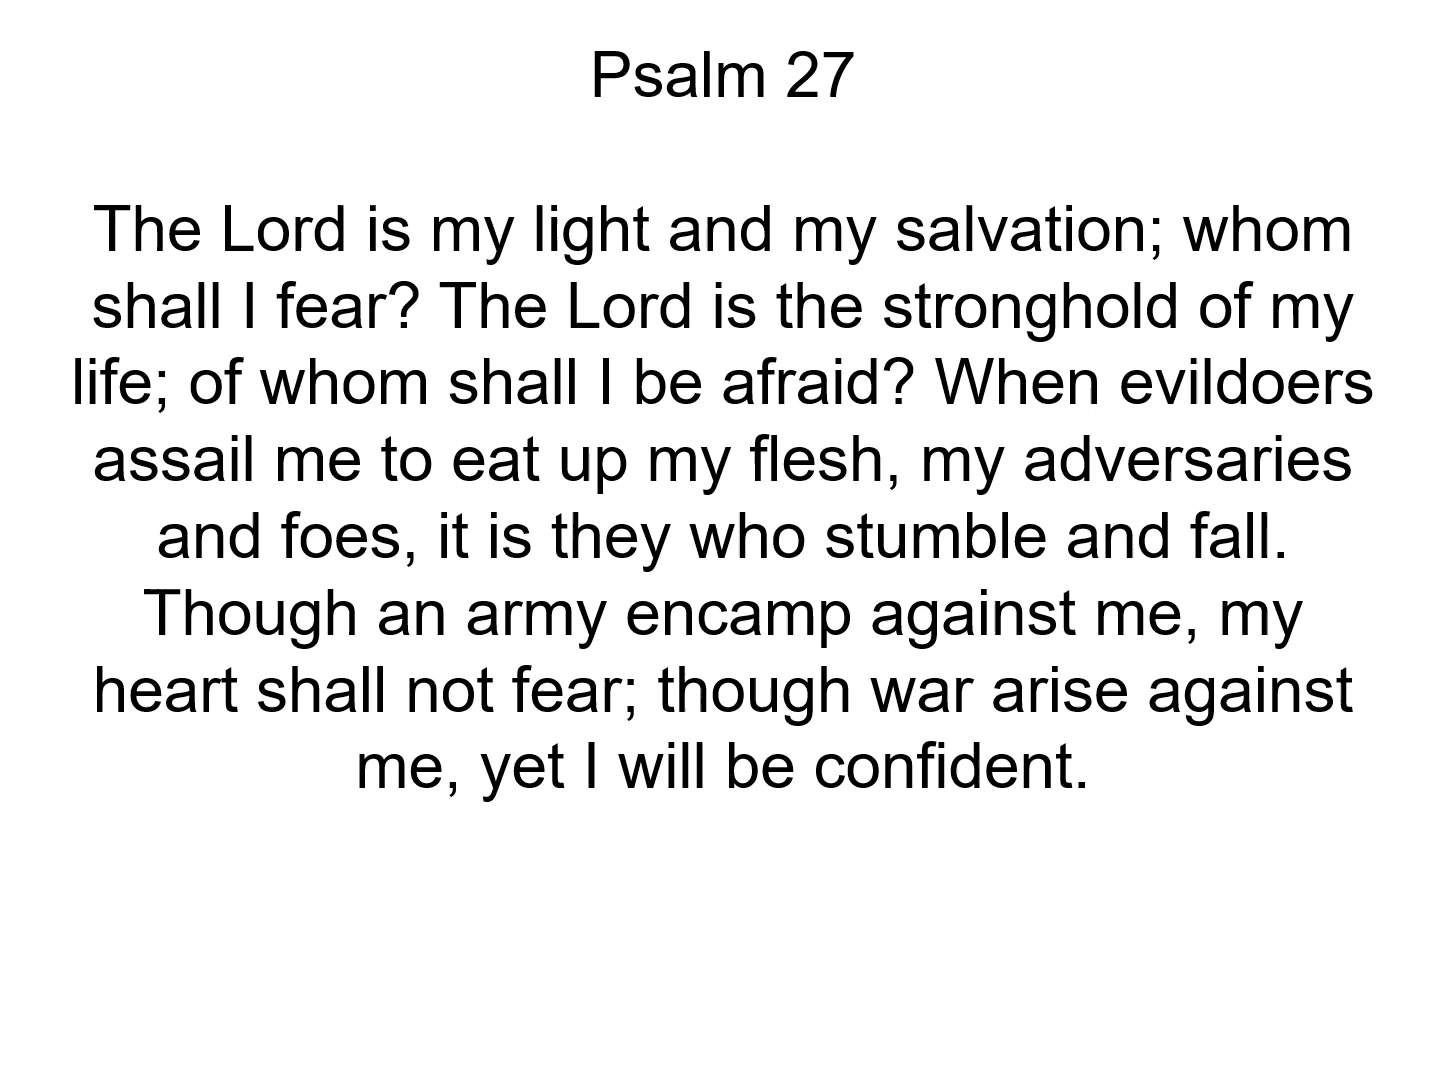 Psalm 27
The Lord is my light and my salvation; whom
shall I fear? The Lord is the stronghold of my
life; of whom shall I be afraid? When evildoers
assail me to eat up my flesh, my adversaries
and foes, it is they who stumble and fall.
Though an army encamp against me, my
heart shall not fear; though war arise against
me, yet I will be confident.